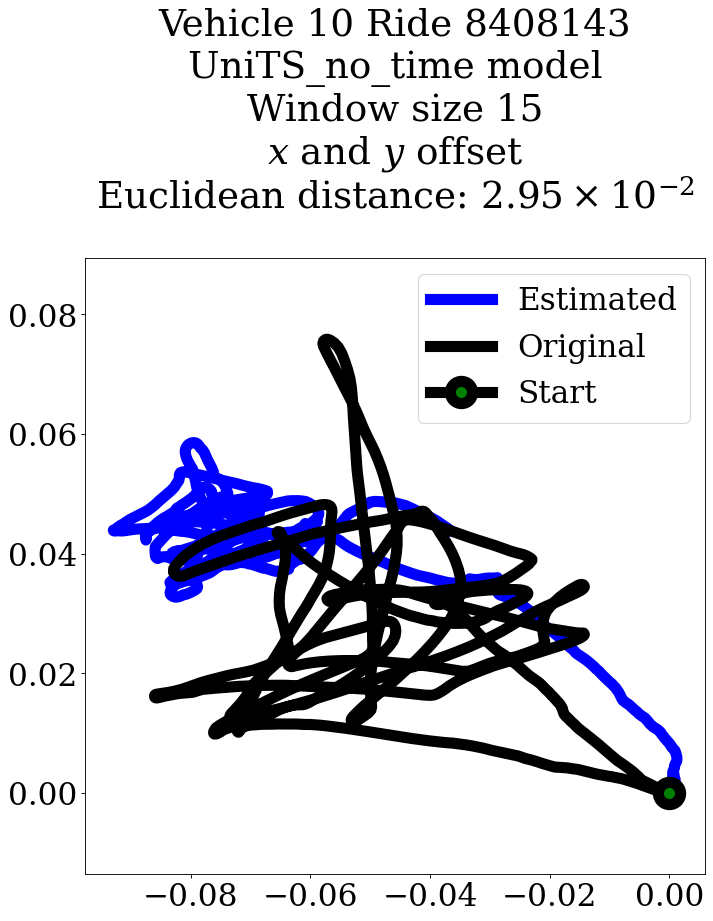 Vehicle 10 Ride 8408143
UniTS_no_time model
Window size 15
x and y offset
Euclidean distance: 2.95 × 10⁻²
Estimated
Original
Start
0.08
0.06
0.04
0.02
0.00
−0.08 −0.06 −0.04 −0.02 0.00